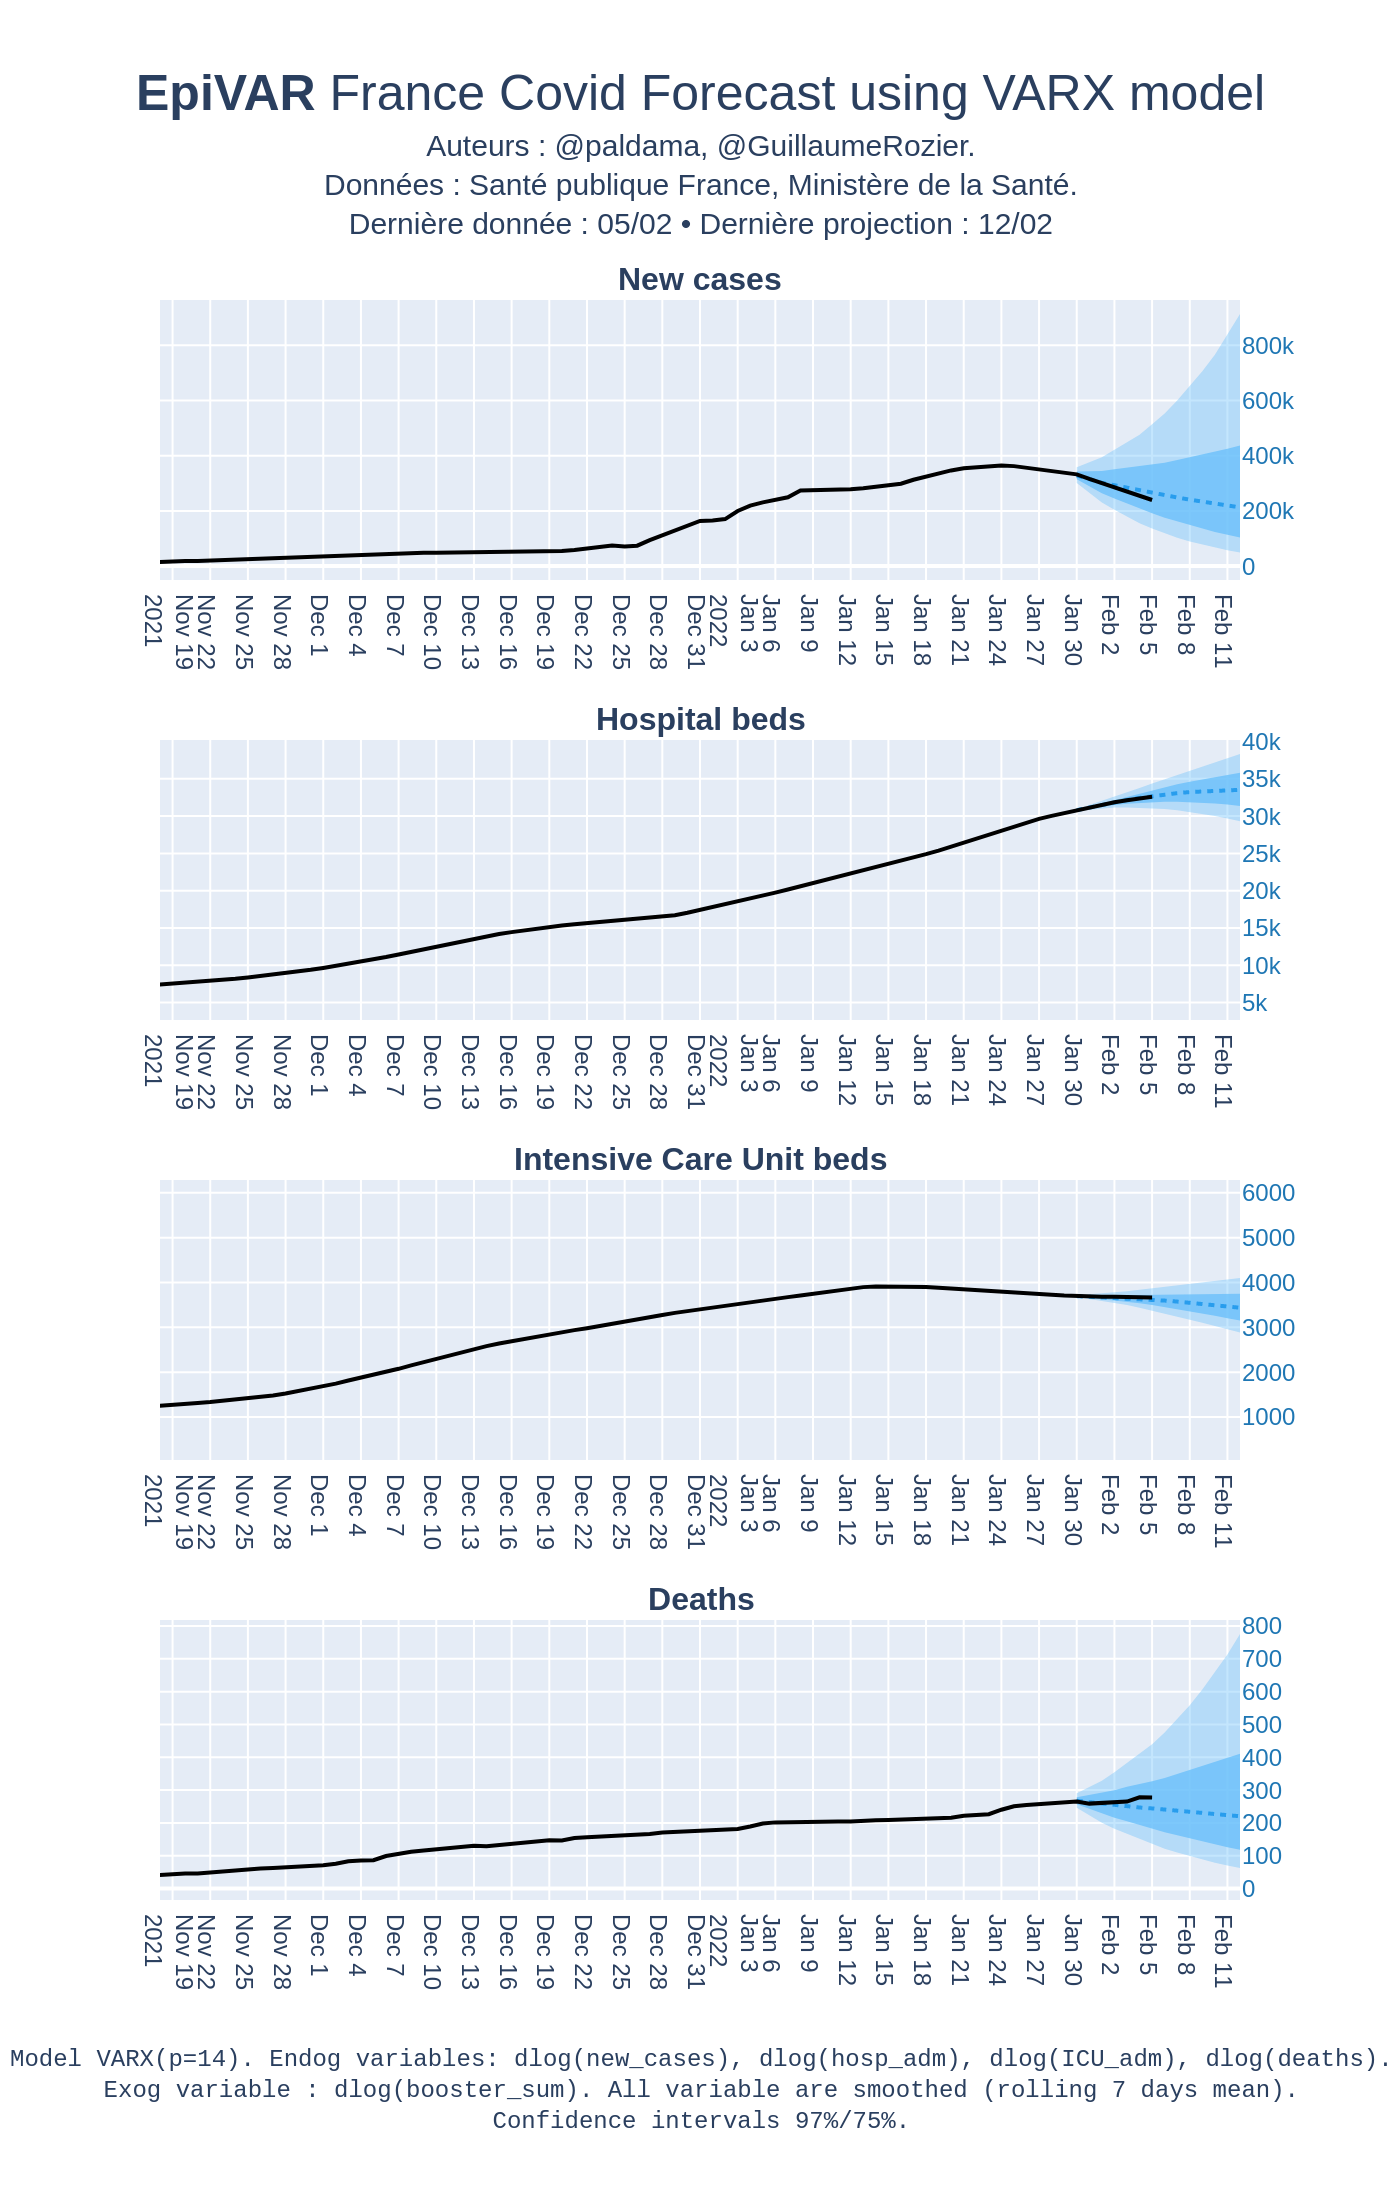 EpiVAR France Covid Forecast using VARX model
Auteurs : @paldama, @GuillaumeRozier.
Données : Santé publique France, Ministère de la Santé.
Dernière donnée : 05/02 • Dernière projection : 12/02
New cases
800k
600k
400k
200k
0
Nov 19 Nov 22 Nov 25 Nov 28 Dec 1 Dec 4 Dec 7 Dec 10 Dec 13 Dec 16 Dec 19 Dec 22 Dec 25 Dec 28 Dec 31 Jan 3 Jan 6 Jan 9 Jan 12 Jan 15 Jan 18 Jan 21 Jan 24 Jan 27 Jan 30 Feb 2 Feb 5 Feb 8 Feb 11
2021 2022
Hospital beds
40k
35k
30k
25k
20k
15k
10k
5k
Nov 19 Nov 22 Nov 25 Nov 28 Dec 1 Dec 4 Dec 7 Dec 10 Dec 13 Dec 16 Dec 19 Dec 22 Dec 25 Dec 28 Dec 31 Jan 3 Jan 6 Jan 9 Jan 12 Jan 15 Jan 18 Jan 21 Jan 24 Jan 27 Jan 30 Feb 2 Feb 5 Feb 8 Feb 11
2021 2022
Intensive Care Unit beds
6000
5000
4000
3000
2000
1000
Nov 19 Nov 22 Nov 25 Nov 28 Dec 1 Dec 4 Dec 7 Dec 10 Dec 13 Dec 16 Dec 19 Dec 22 Dec 25 Dec 28 Dec 31 Jan 3 Jan 6 Jan 9 Jan 12 Jan 15 Jan 18 Jan 21 Jan 24 Jan 27 Jan 30 Feb 2 Feb 5 Feb 8 Feb 11
2021 2022
Deaths
800
700
600
500
400
300
200
100
0
Nov 19 Nov 22 Nov 25 Nov 28 Dec 1 Dec 4 Dec 7 Dec 10 Dec 13 Dec 16 Dec 19 Dec 22 Dec 25 Dec 28 Dec 31 Jan 3 Jan 6 Jan 9 Jan 12 Jan 15 Jan 18 Jan 21 Jan 24 Jan 27 Jan 30 Feb 2 Feb 5 Feb 8 Feb 11
2021 2022
Model VARX(p=14). Endog variables: dlog(new_cases), dlog(hosp_adm), dlog(ICU_adm), dlog(deaths).
Exog variable : dlog(booster_sum). All variable are smoothed (rolling 7 days mean).
Confidence intervals 97%/75%.